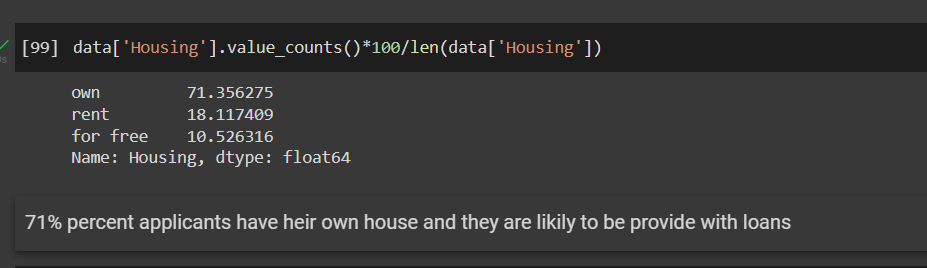 [99] data['Housing'].value_counts()*100/len(data['Housing'])
own 71.356275
rent 18.117409
for free 10.526316
Name: Housing, dtype: float64
71% percent applicants have heir own house and they are likily to be provide with loans